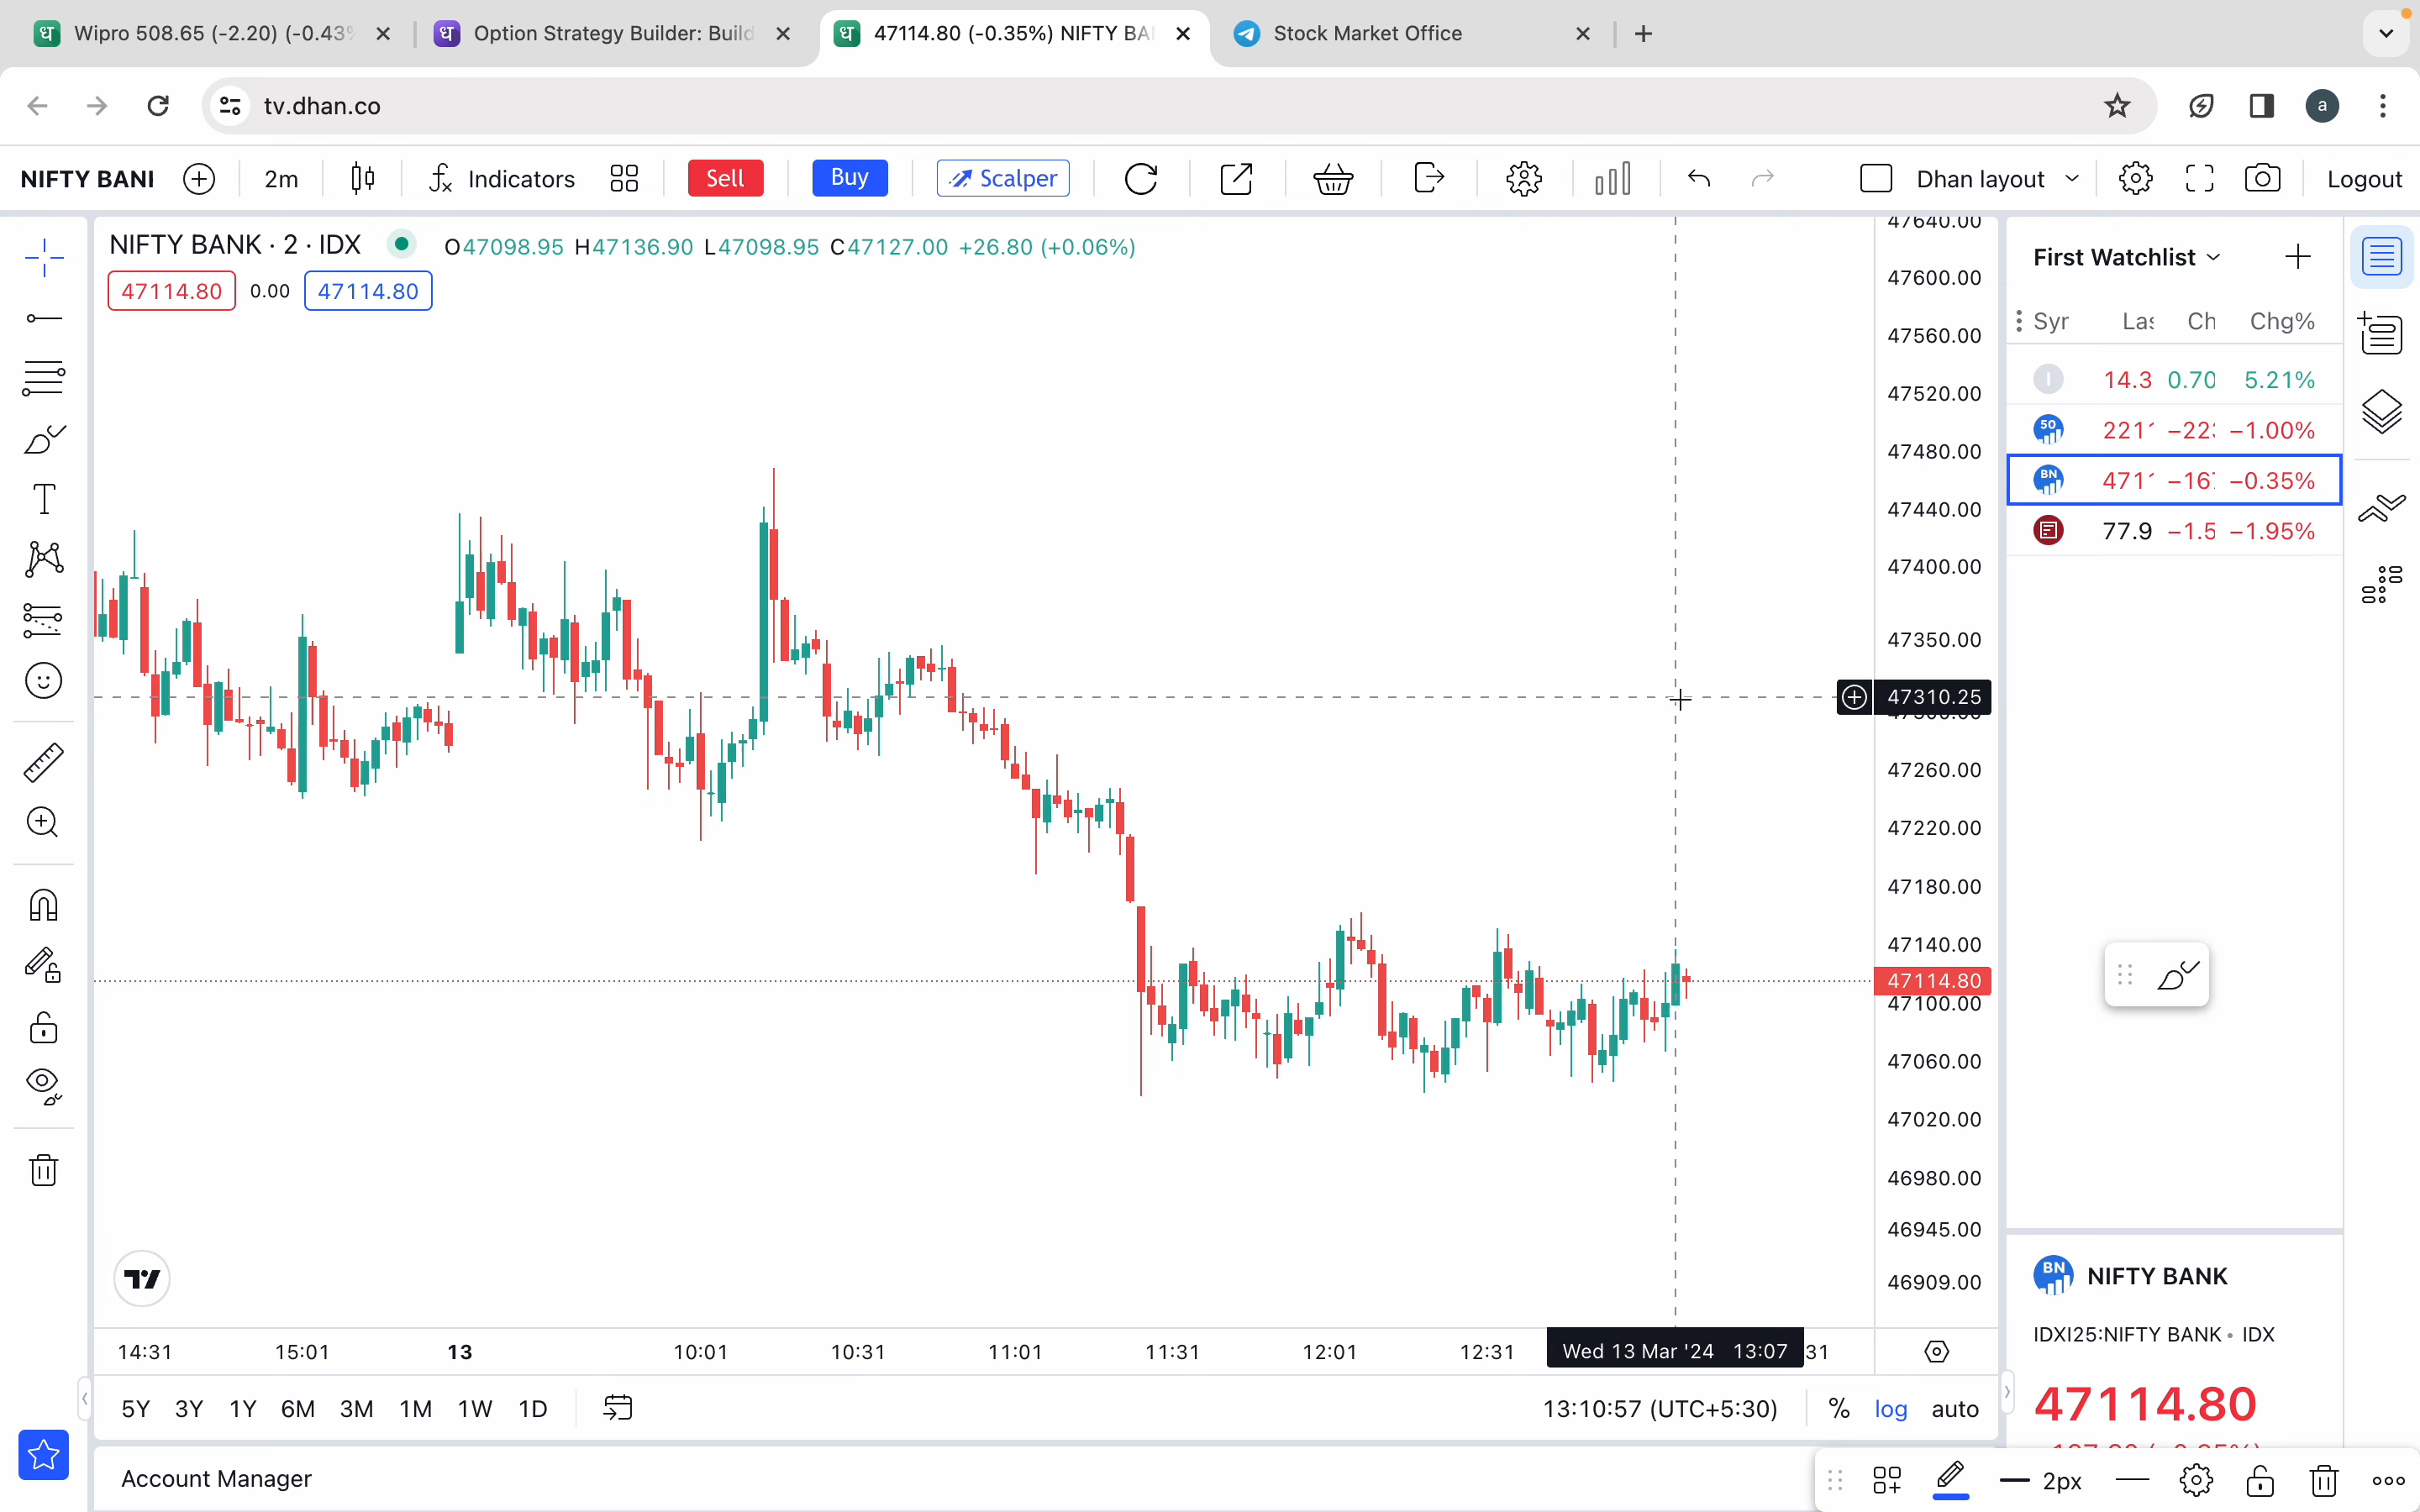 Wipro 508.65 (-2.20) (-0.43%
Option Strategy Builder: Build
47114.80 (-0.35%) NIFTY BA
Stock Market Office
tv.dhan.co
a
NIFTY BANI
2m
Indicators
Sell
Buy
Scalper
Dhan layout
Logout
NIFTY BANK · 2 · IDX
O47098.95 H47136.90 L47098.95 C47127.00 +26.80 (+0.06%)
47114.80
0.00
47114.80
47640.00
47600.00
47560.00
47520.00
47480.00
47440.00
47400.00
47350.00
47310.25
47260.00
47220.00
47180.00
47140.00
47114.80
47100.00
47060.00
47020.00
46980.00
46945.00
46909.00
14:31 15:01 13 10:01 10:31 11:01 11:31 12:01 12:31 Wed 13 Mar '24 13:07 31
5Y 3Y 1Y 6M 3M 1M 1W 1D
13:10:57 (UTC+5:30)
% log auto
Account Manager
First Watchlist
Syr Las Ch Chg%
I 14.3 0.70 5.21%
50 221 −22 −1.00%
BN 471 −16 −0.35%
77.9 −1.5 −1.95%
BN NIFTY BANK
IDXI25:NIFTY BANK • IDX
47114.80
2px